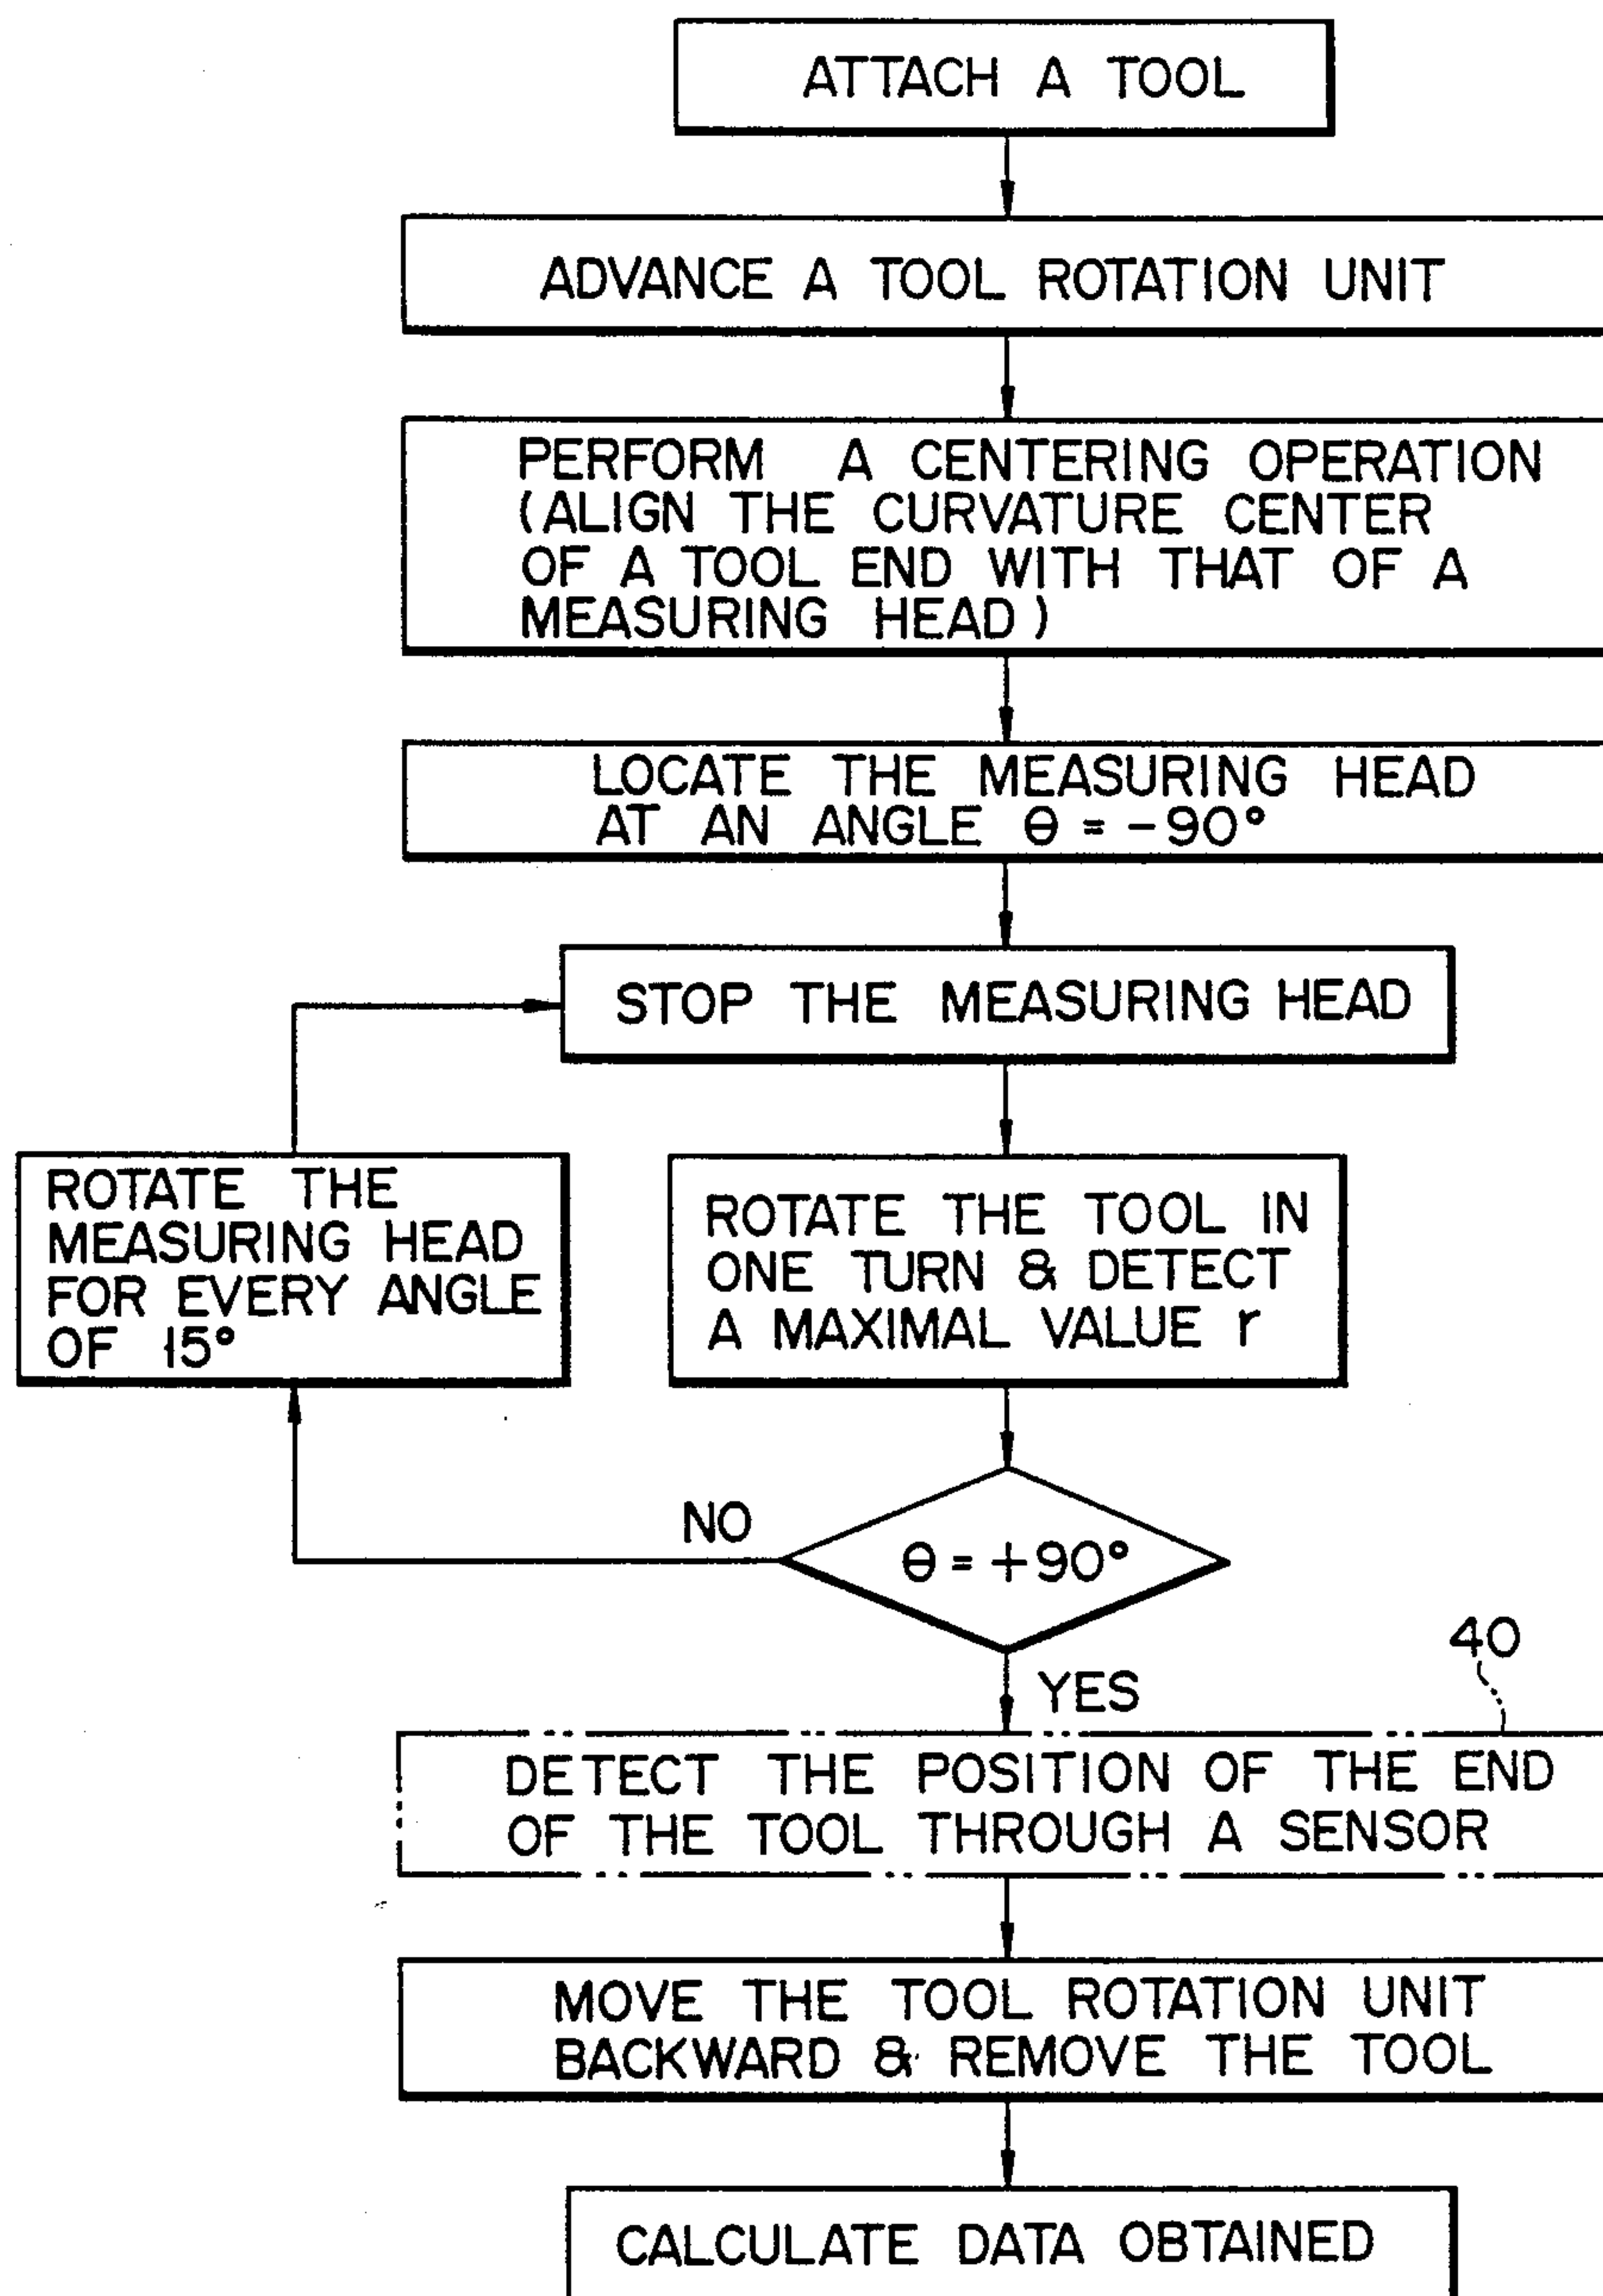 ATTACH A TOOL
ADVANCE A TOOL ROTATION UNIT
PERFORM A CENTERING OPERATION
(ALIGN THE CURVATURE CENTER
OF A TOOL END WITH THAT OF A
MEASURING HEAD)
LOCATE THE MEASURING HEAD
AT AN ANGLE θ = -90°
STOP THE MEASURING HEAD
ROTATE THE
MEASURING HEAD
FOR EVERY ANGLE
OF 15°
ROTATE THE TOOL IN
ONE TURN & DETECT
A MAXIMAL VALUE r
NO
θ = +90°
40
YES
DETECT THE POSITION OF THE END
OF THE TOOL THROUGH A SENSOR
MOVE THE TOOL ROTATION UNIT
BACKWARD & REMOVE THE TOOL
CALCULATE DATA OBTAINED